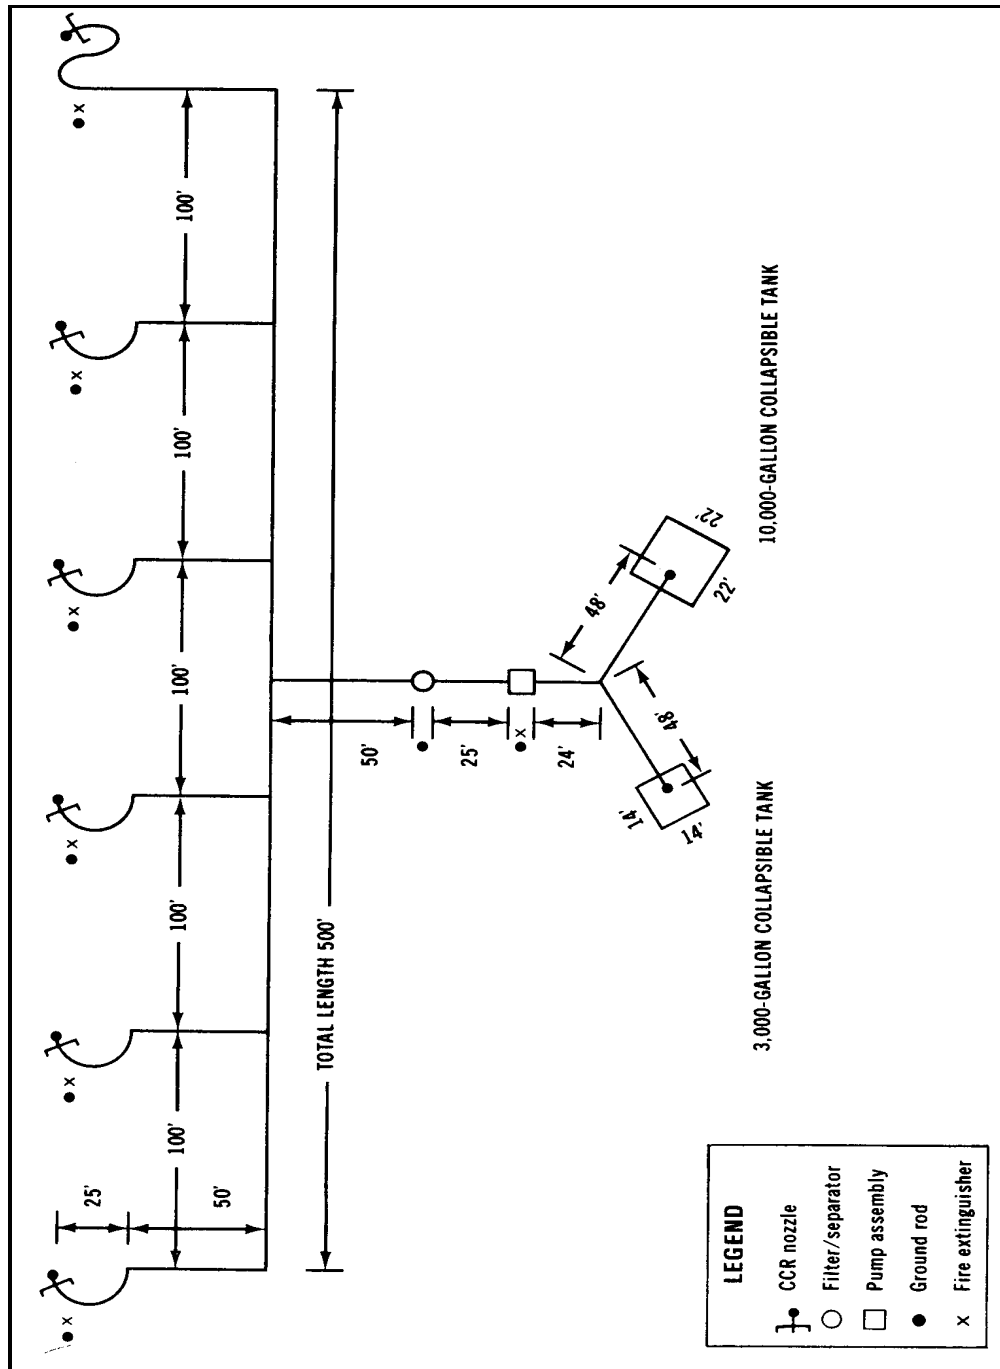 100'
100'
100'
100'
100'
25'
50'
TOTAL LENGTH 500'
50'
25'
24'
x
x
x
x
x
x
x
48'
48'
22'
22'
14'
14'
10,000-GALLON COLLAPSIBLE TANK
3,000-GALLON COLLAPSIBLE TANK
LEGEND
CCR nozzle
Filter/separator
Pump assembly
Ground rod
x Fire extinguisher